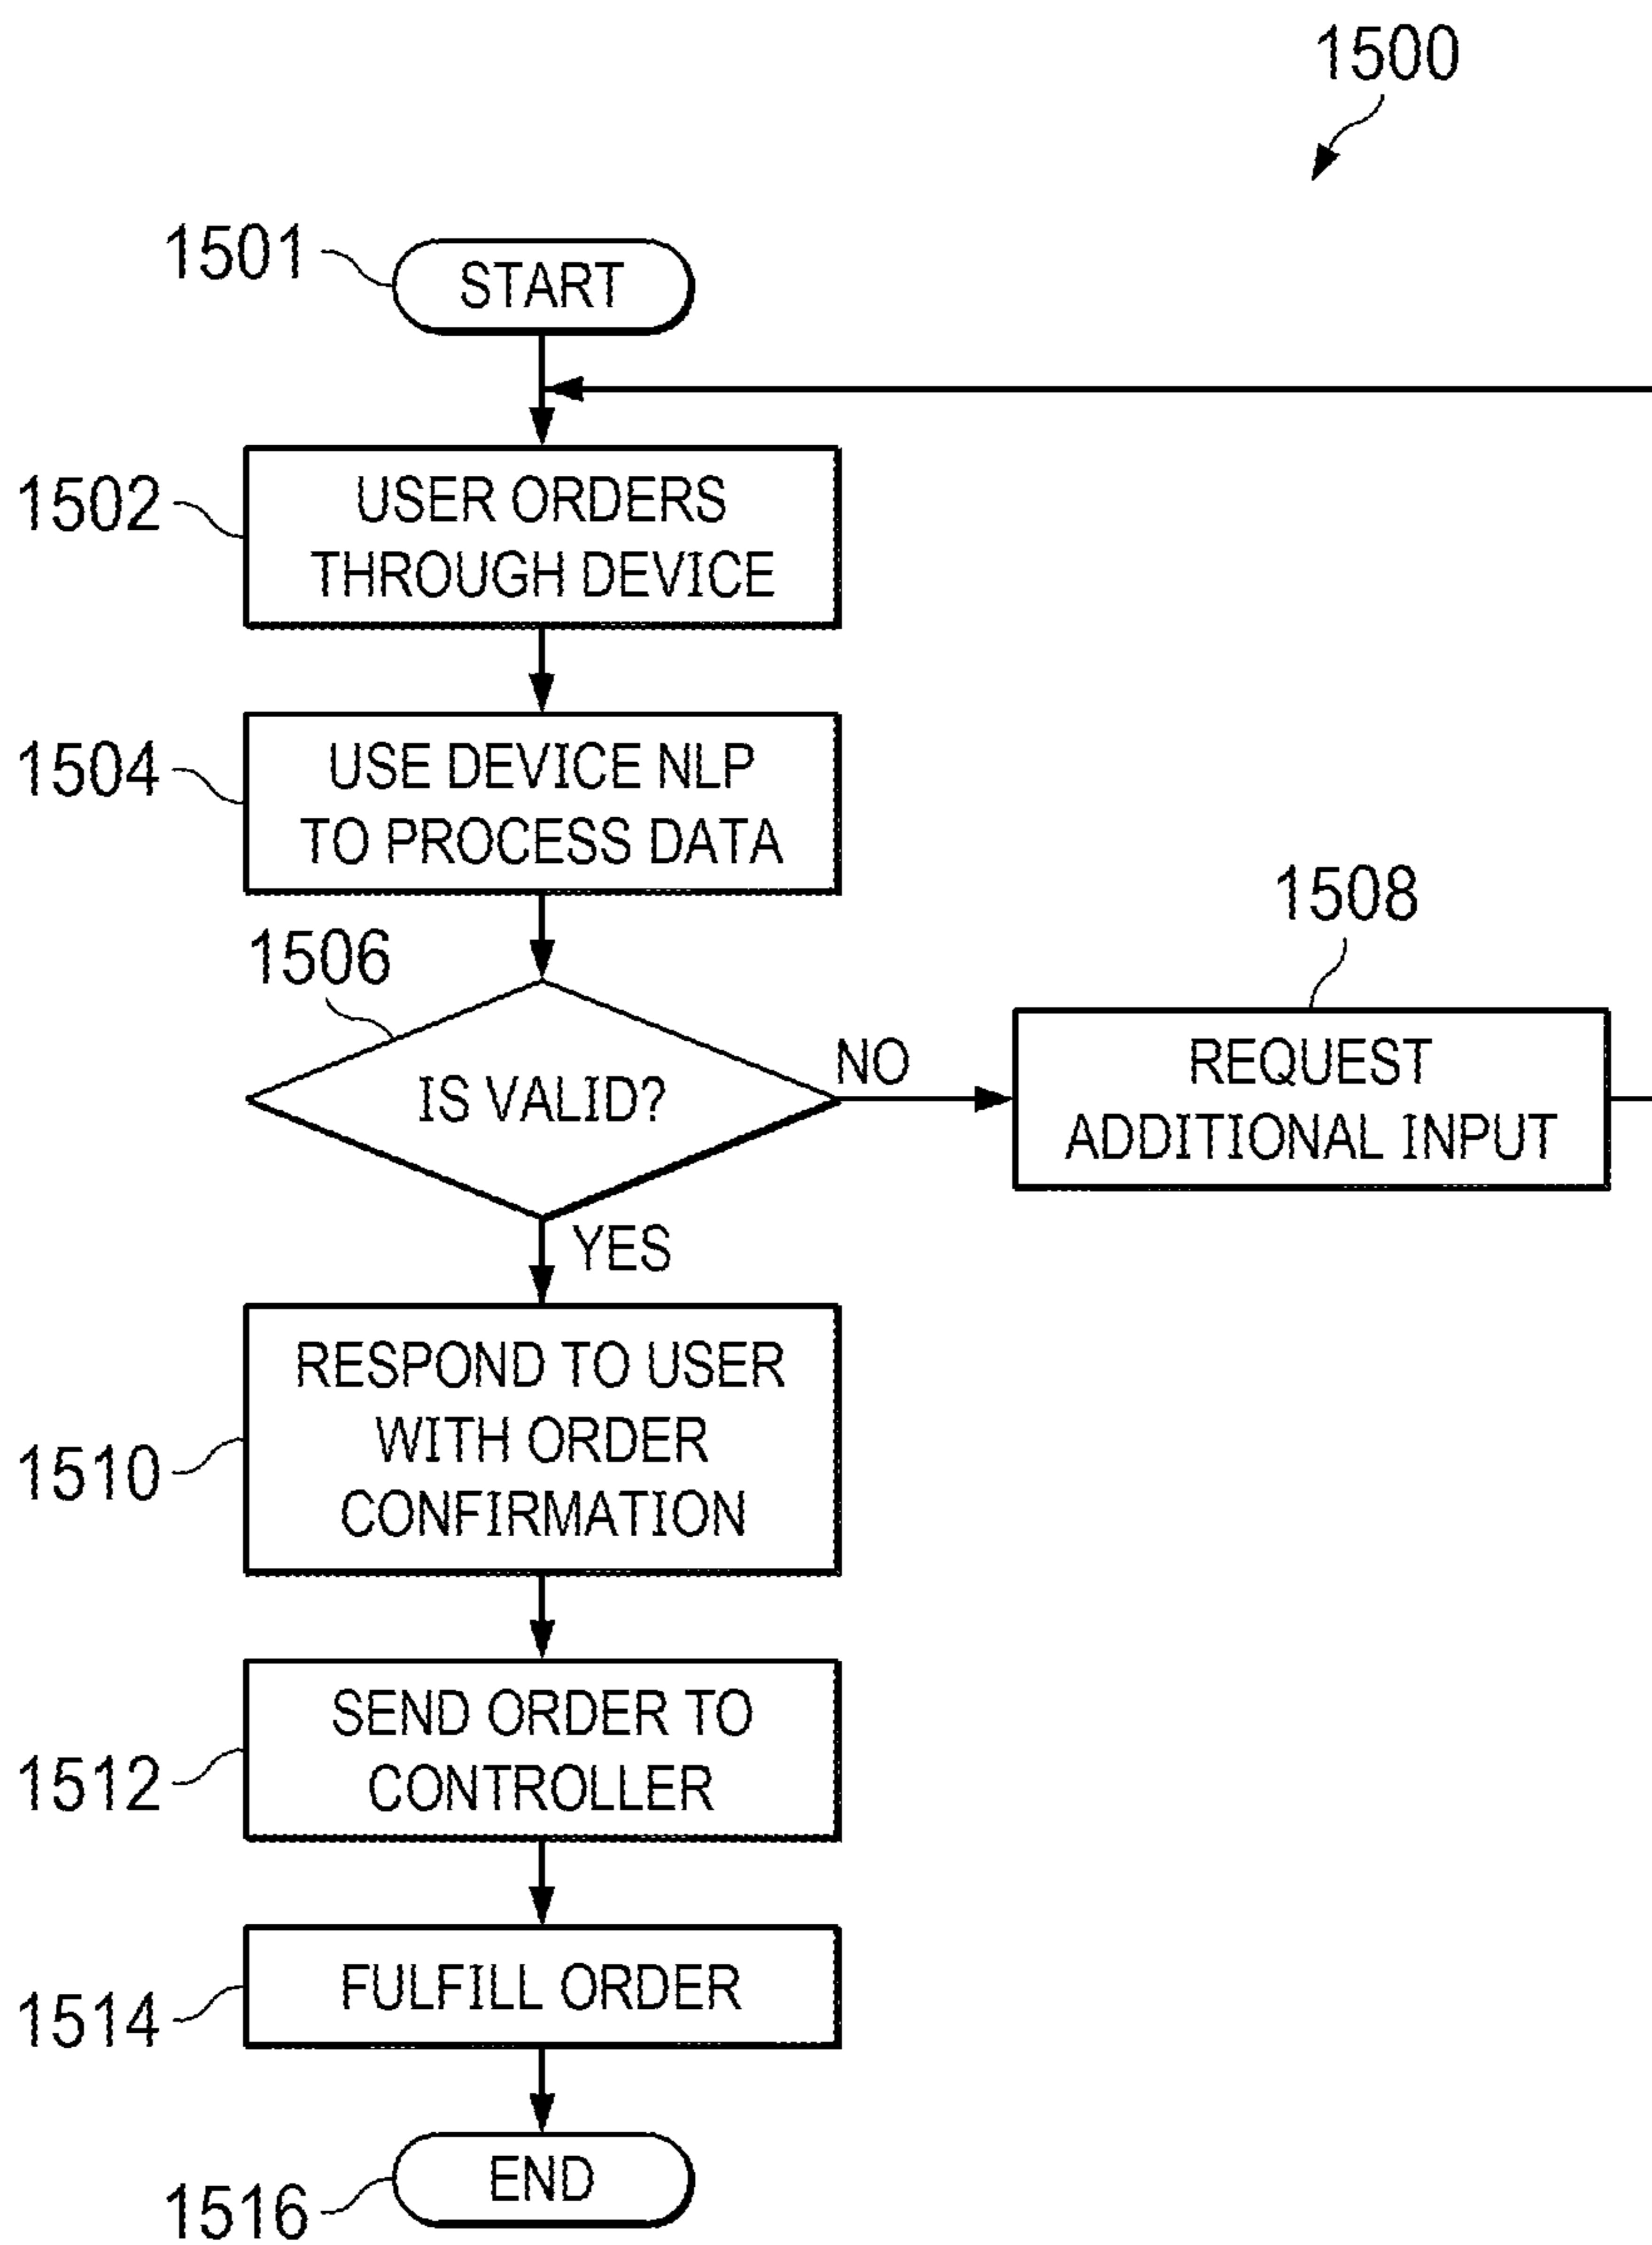 1500
1501
START
1502
USER ORDERS
THROUGH DEVICE
1504
USE DEVICE NLP
TO PROCESS DATA
1506
IS VALID?
NO
1508
REQUEST
ADDITIONAL INPUT
YES
1510
RESPOND TO USER
WITH ORDER
CONFIRMATION
1512
SEND ORDER TO
CONTROLLER
1514
FULFILL ORDER
1516
END